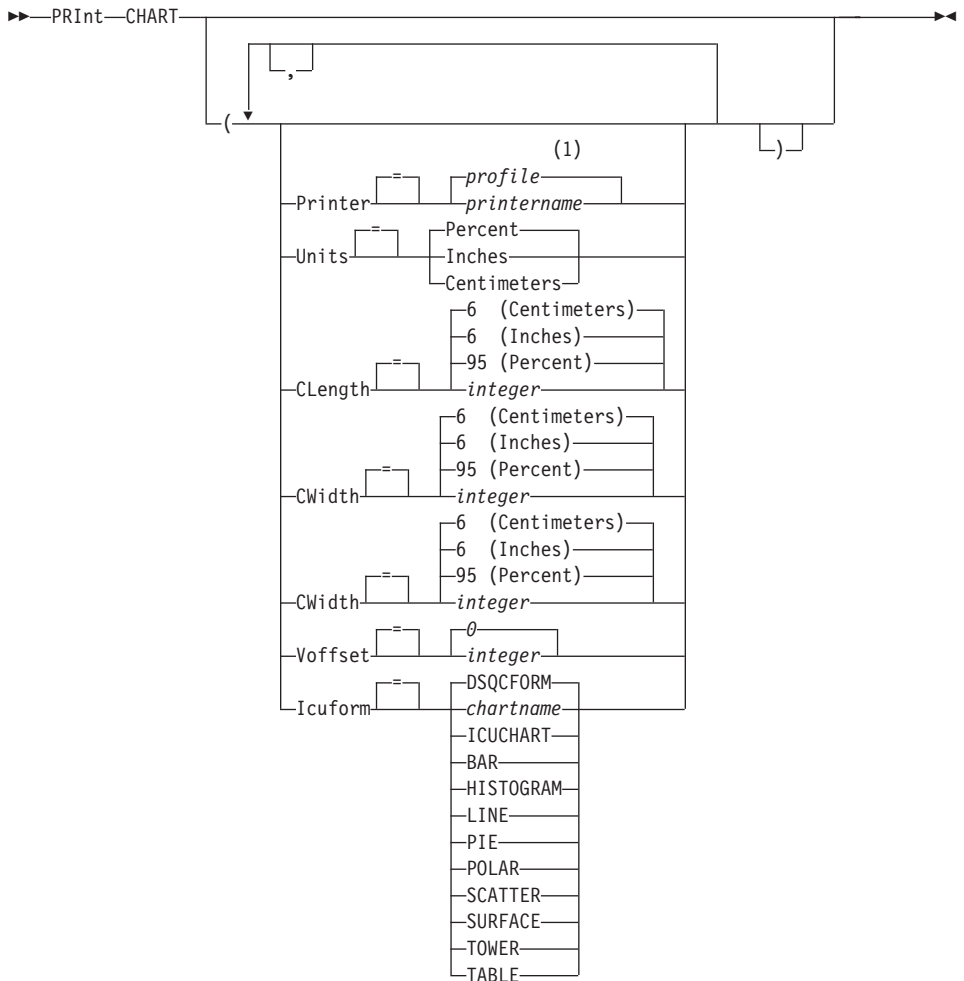 PRInt CHART
,
(
)
(1)
=
profile
Printer
printername
=
Percent
Units
Inches
Centimeters
6 (Centimeters)
6 (Inches)
=
95 (Percent)
CLength
integer
6 (Centimeters)
6 (Inches)
=
95 (Percent)
CWidth
integer
6 (Centimeters)
6 (Inches)
=
95 (Percent)
CWidth
integer
=
0
Voffset
integer
=
DSQCFORM
Icuform
chartname
ICUCHART
BAR
HISTOGRAM
LINE
PIE
POLAR
SCATTER
SURFACE
TOWER
TABLE